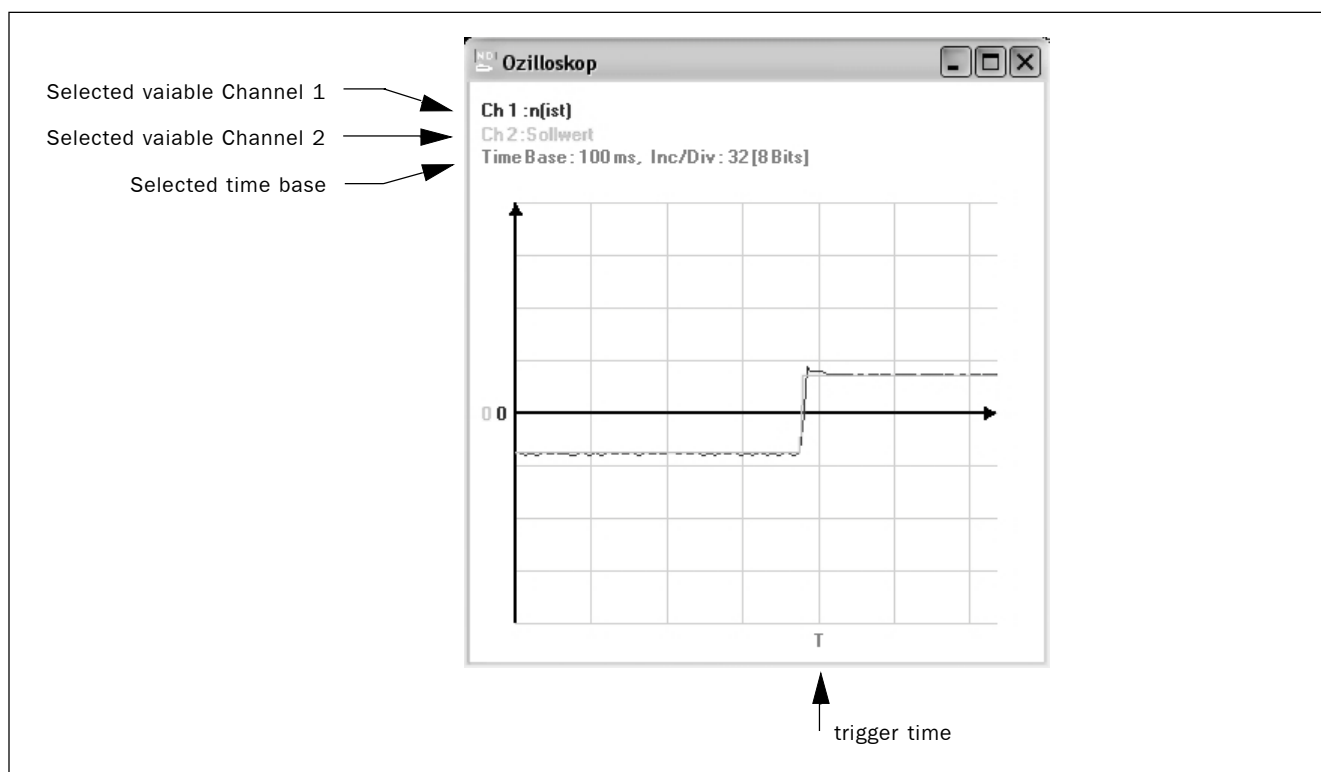 Ozilloskop
Selected vaiable Channel 1
Ch 1 :n(ist)
Selected vaiable Channel 2
Ch 2:Sollwert
Selected time base
Time Base: 100 ms, Inc/Div: 32 [8 Bits]
0 0
T
trigger time